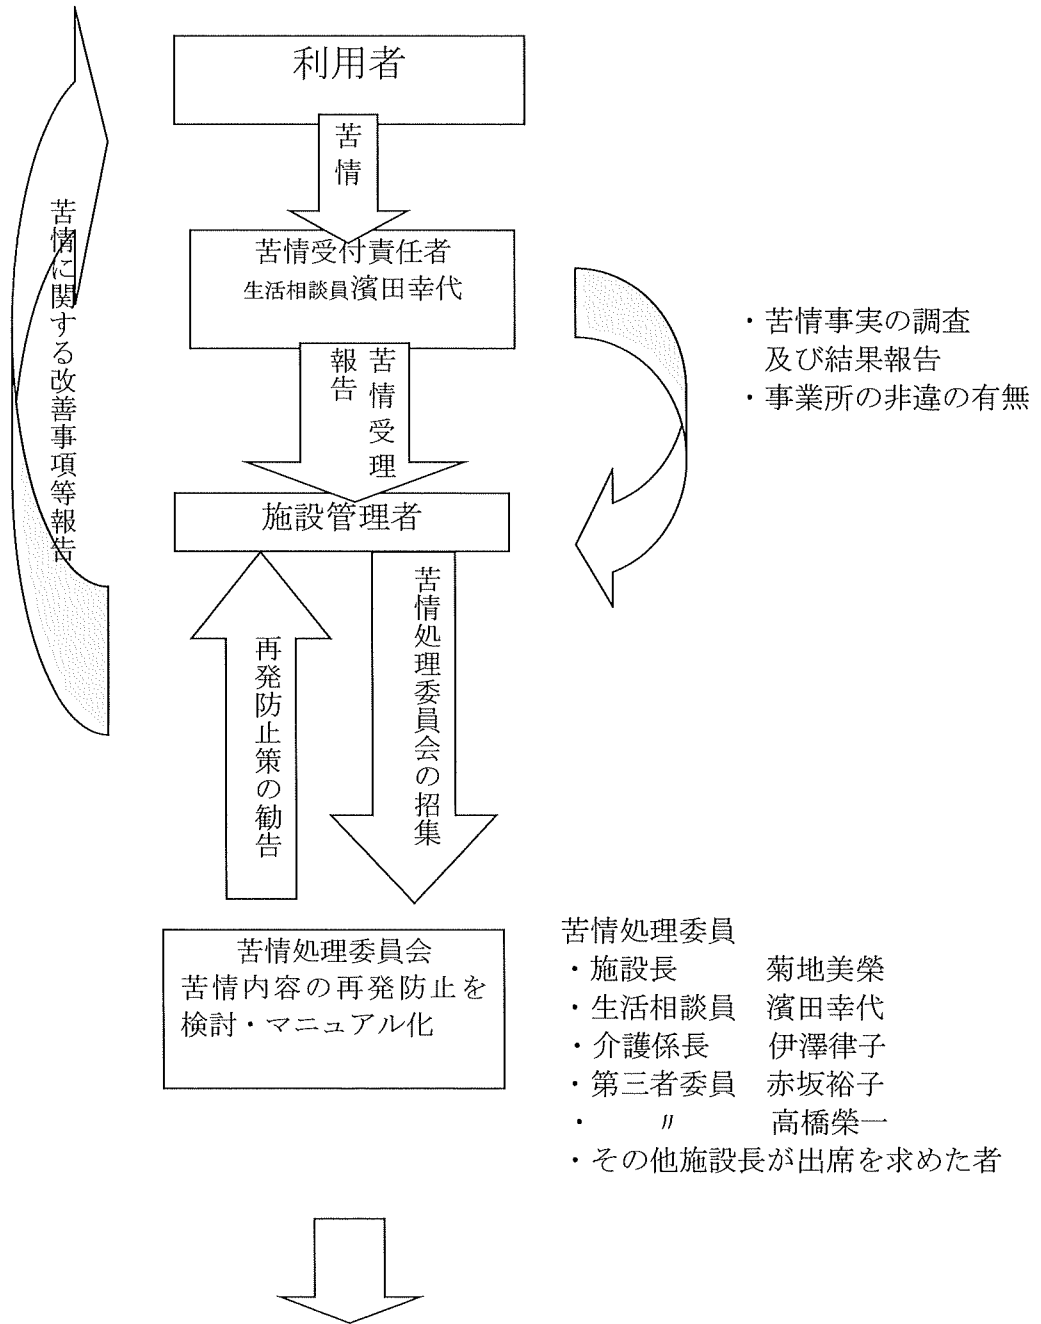 利用者
苦情
苦情受付責任者
生活相談員濱田幸代
苦情受理
報告
・苦情事実の調査
及び結果報告
・事業所の非違の有無
施設管理者
苦情に関する改善事項等報告
再発防止策の勧告
苦情処理委員会の招集
苦情処理委員会
苦情内容の再発防止を
検討・マニュアル化
苦情処理委員
・施設長　菊地美榮
・生活相談員　濱田幸代
・介護係長　伊澤律子
・第三者委員　赤坂裕子
・　〃　高橋榮一
・その他施設長が出席を求めた者